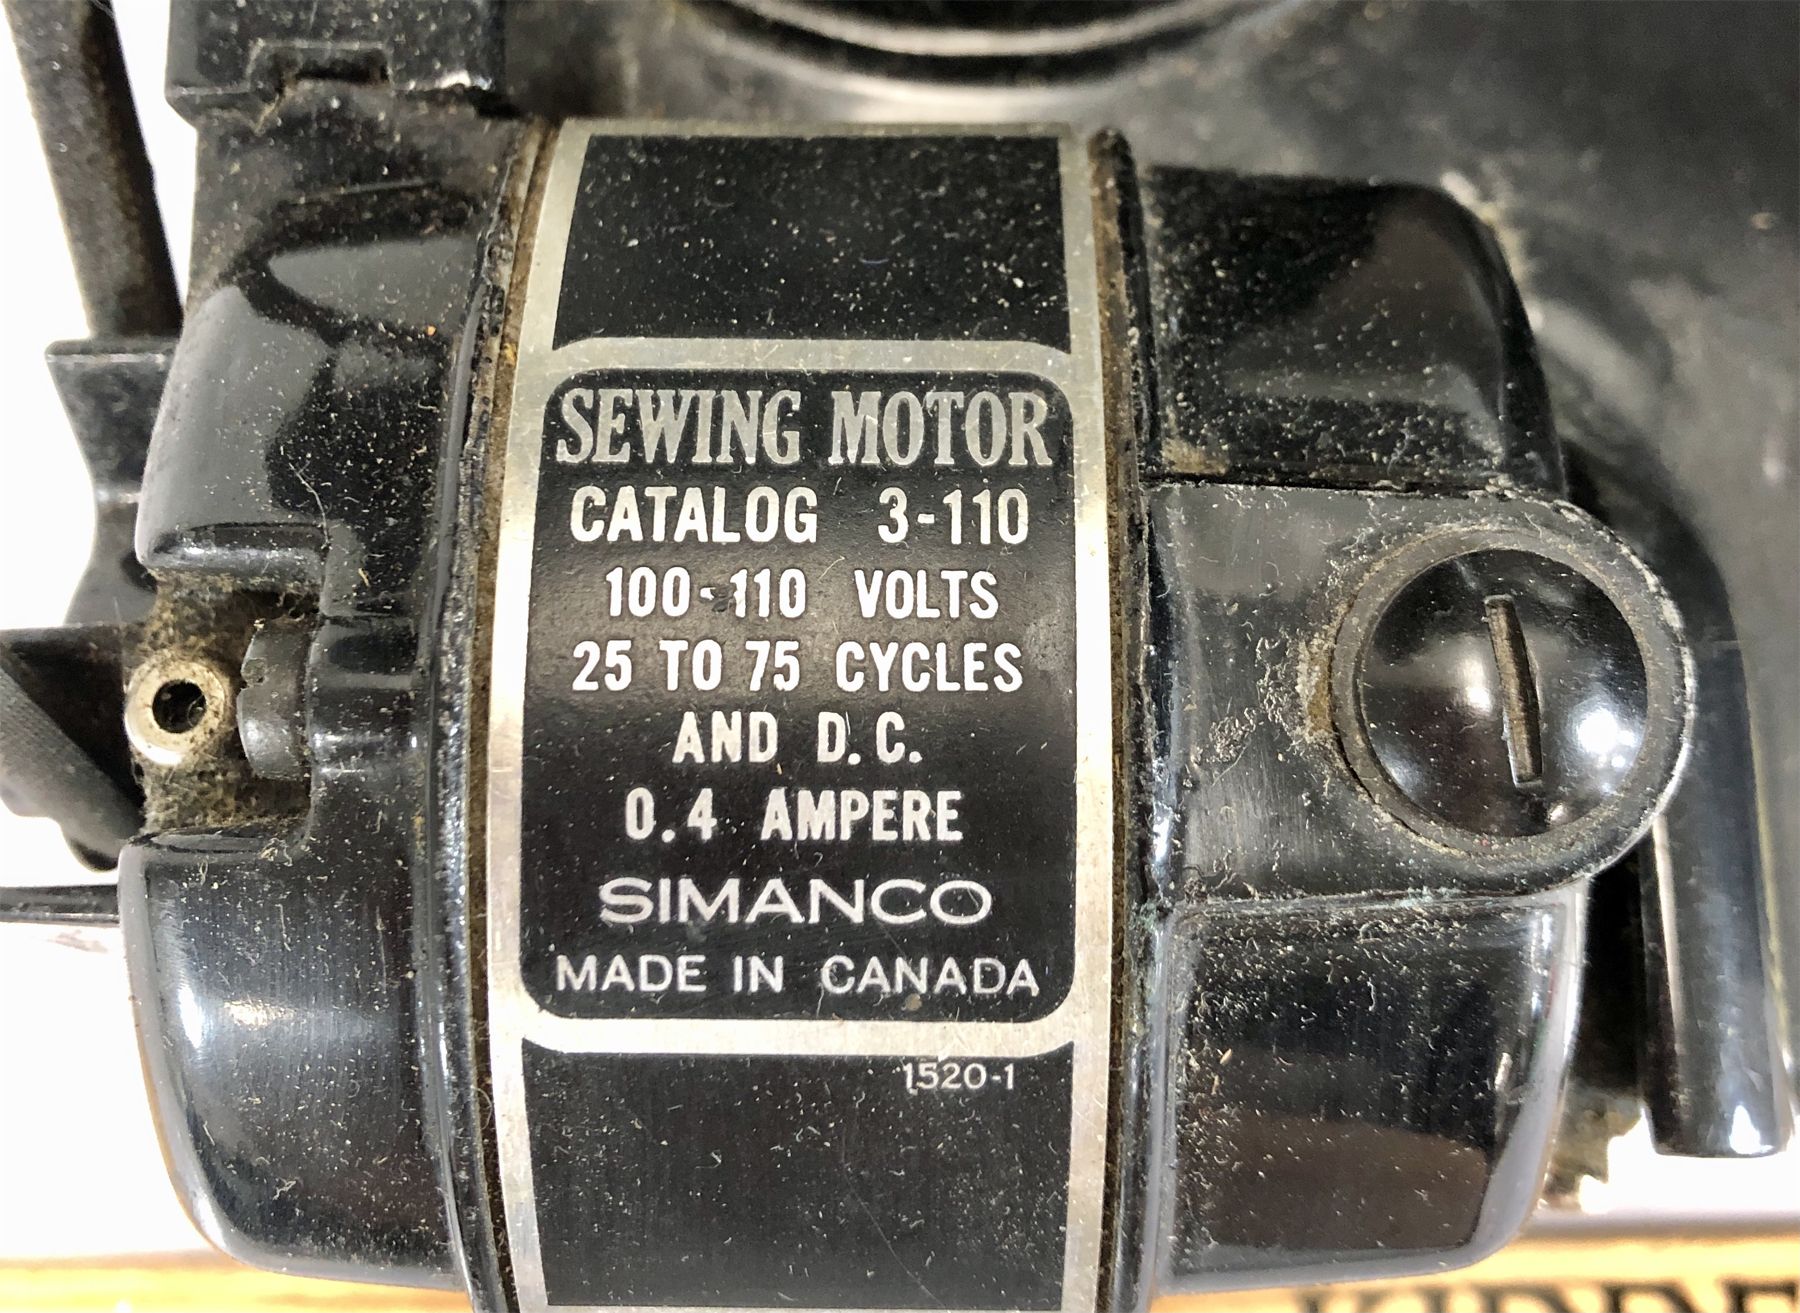 SEWING MOTOR
CATALOG 3-110
100-110 VOLTS
25 TO 75 CYCLES
AND D.C.
0.4 AMPERE
SIMANCO
MADE IN CANADA
1520-1